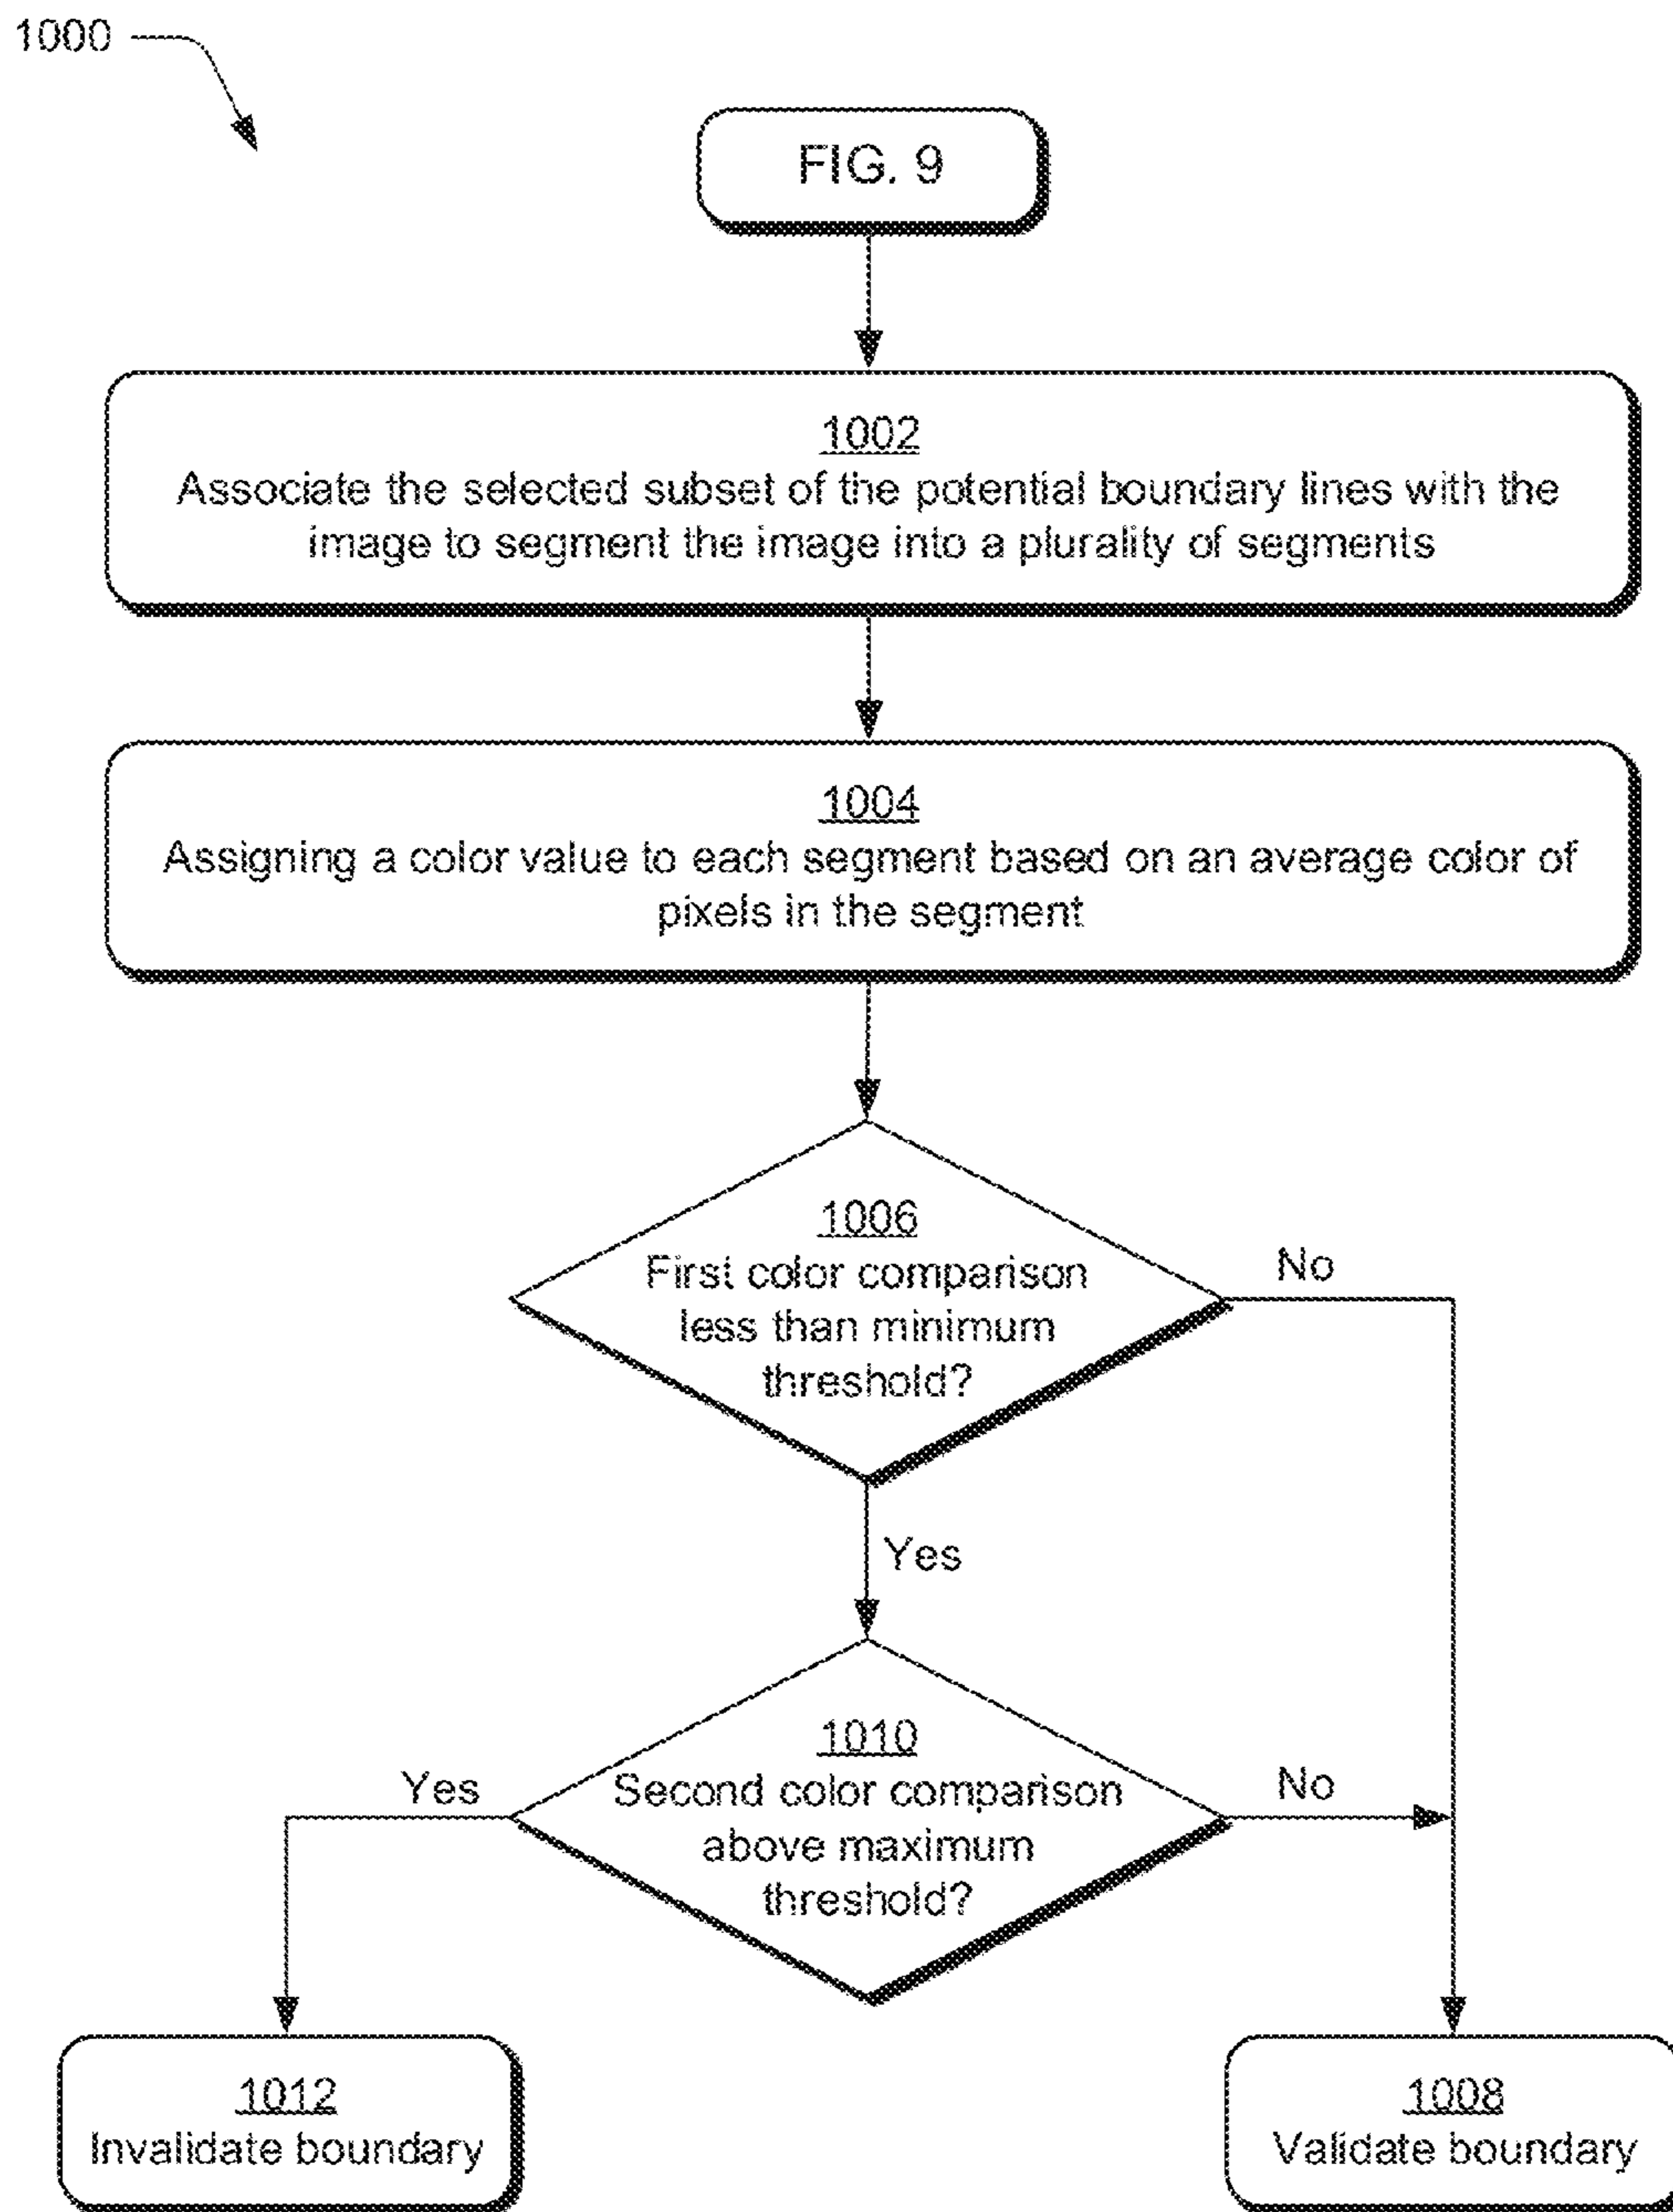 1000
FIG. 9
1002
Associate the selected subset of the potential boundary lines with the
image to segment the image into a plurality of segments
1004
Assigning a color value to each segment based on an average color of
pixels in the segment
1006
First color comparison
less than minimum
threshold?
No
Yes
1010
Second color comparison
above maximum
threshold?
Yes
No
1012
Invalidate boundary
1008
Validate boundary